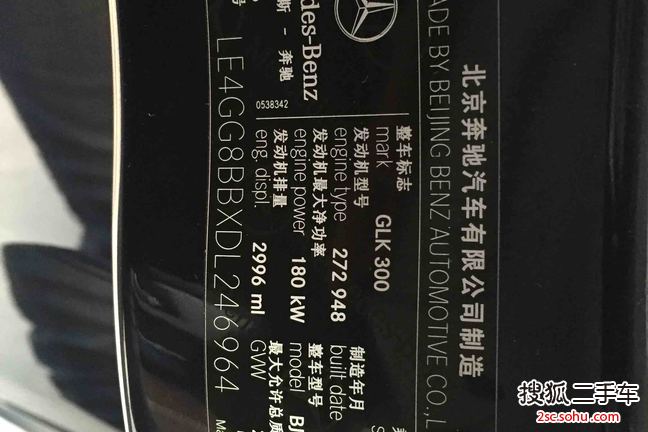 北京奔驰汽车有限公司制造
MADE BY BEIJING BENZ AUTOMOTIVE CO.,L
整车标志 GLK 300
mark
发动机型号 272 948
engine type
发动机最大净功率 180 kW
engine power
发动机排量 2996 ml
eng. displ.
制造年月
built date
整车型号 BJ
model
最大允许总质
GVW
斯 - 奔驰
des-Benz
0538342
号 LE4GG8BBXDL246964
搜狐二手车
2sc.sohu.com